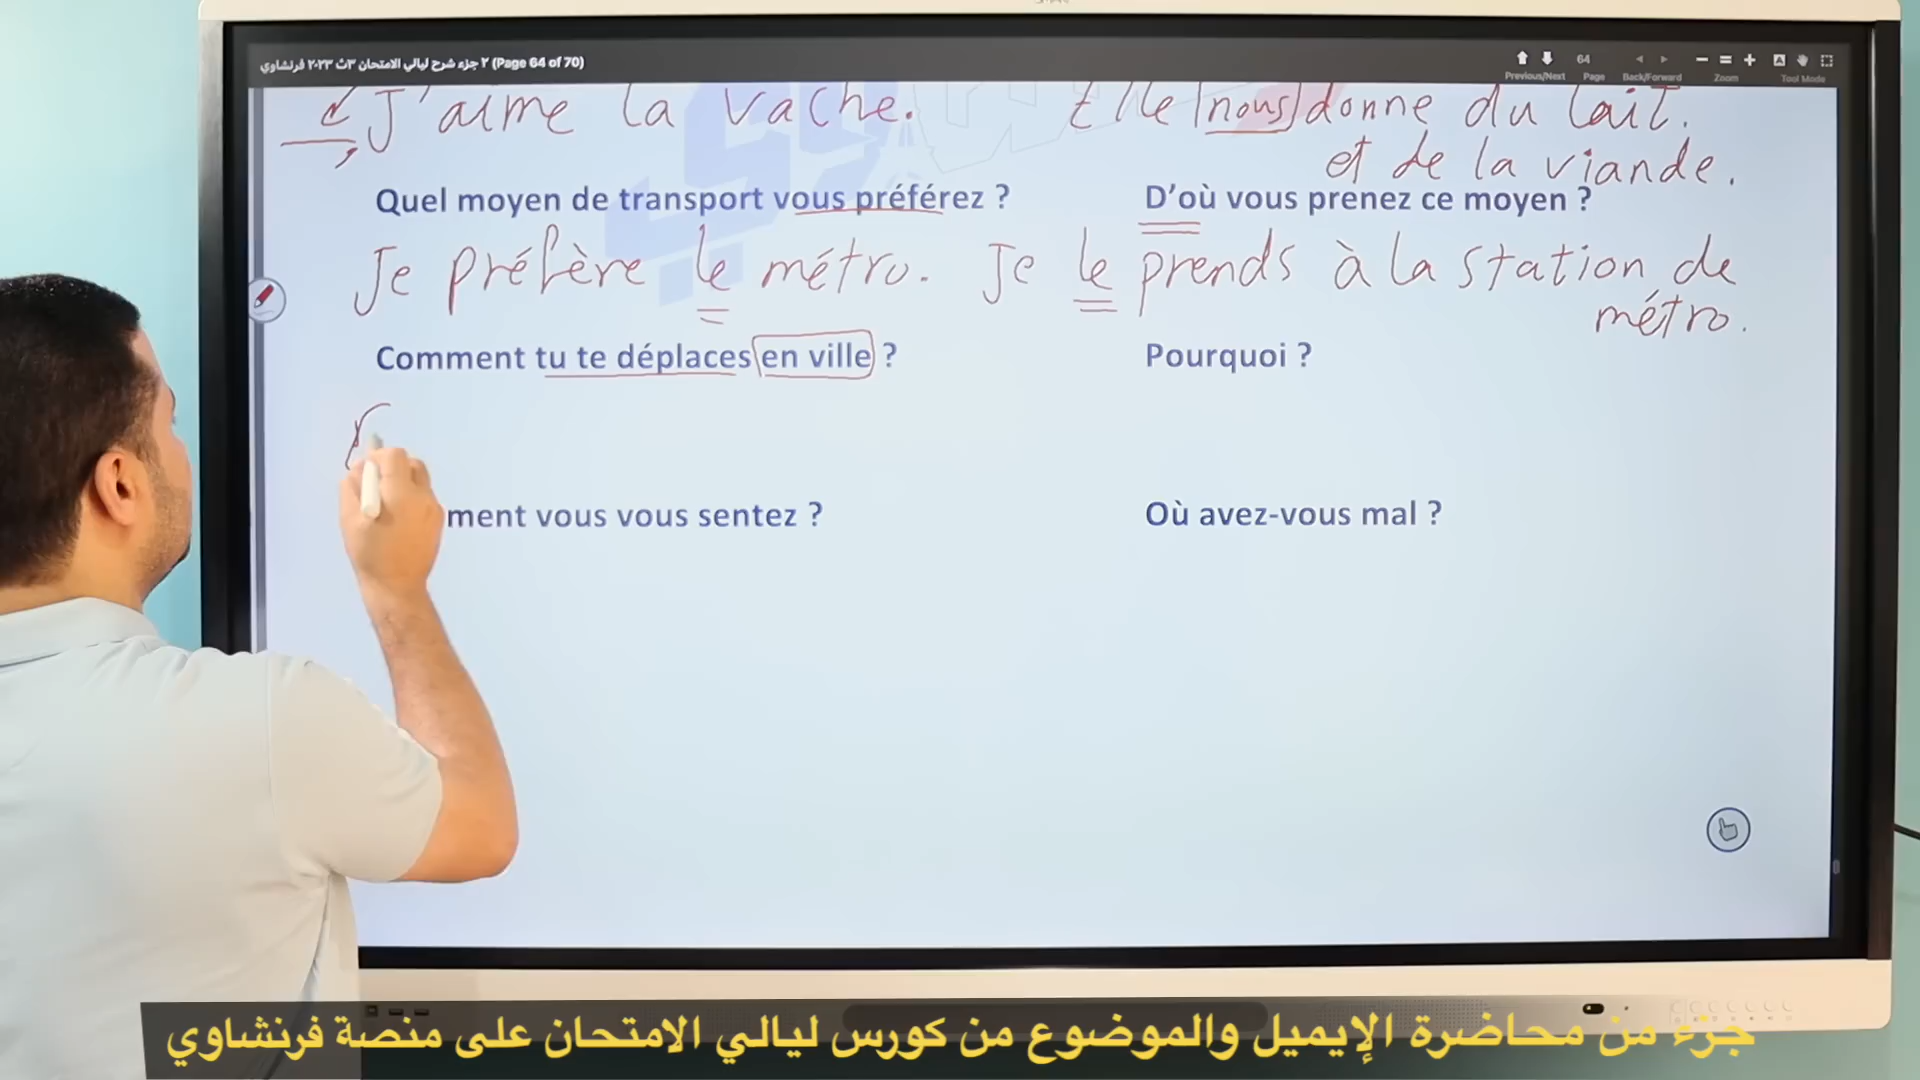 ٢ جزء شرح ليالي الامتحان ٣ث ٢٠٢٣ فرنشاوي (Page 64 of 70)
64
Previous/Next Page Back/Forward Zoom Tool Mode
J'aime la vache. Elle nous donne du lait.
et de la viande.
Quel moyen de transport vous préférez ? D'où vous prenez ce moyen ?
Je préfère le métro. Je le prends à la station de
métro.
Comment tu te déplaces en ville ? Pourquoi ?
ment vous vous sentez ? Où avez-vous mal ?
جزء من محاضرة الإيميل والموضوع من كورس ليالي الامتحان على منصة فرنشاوي